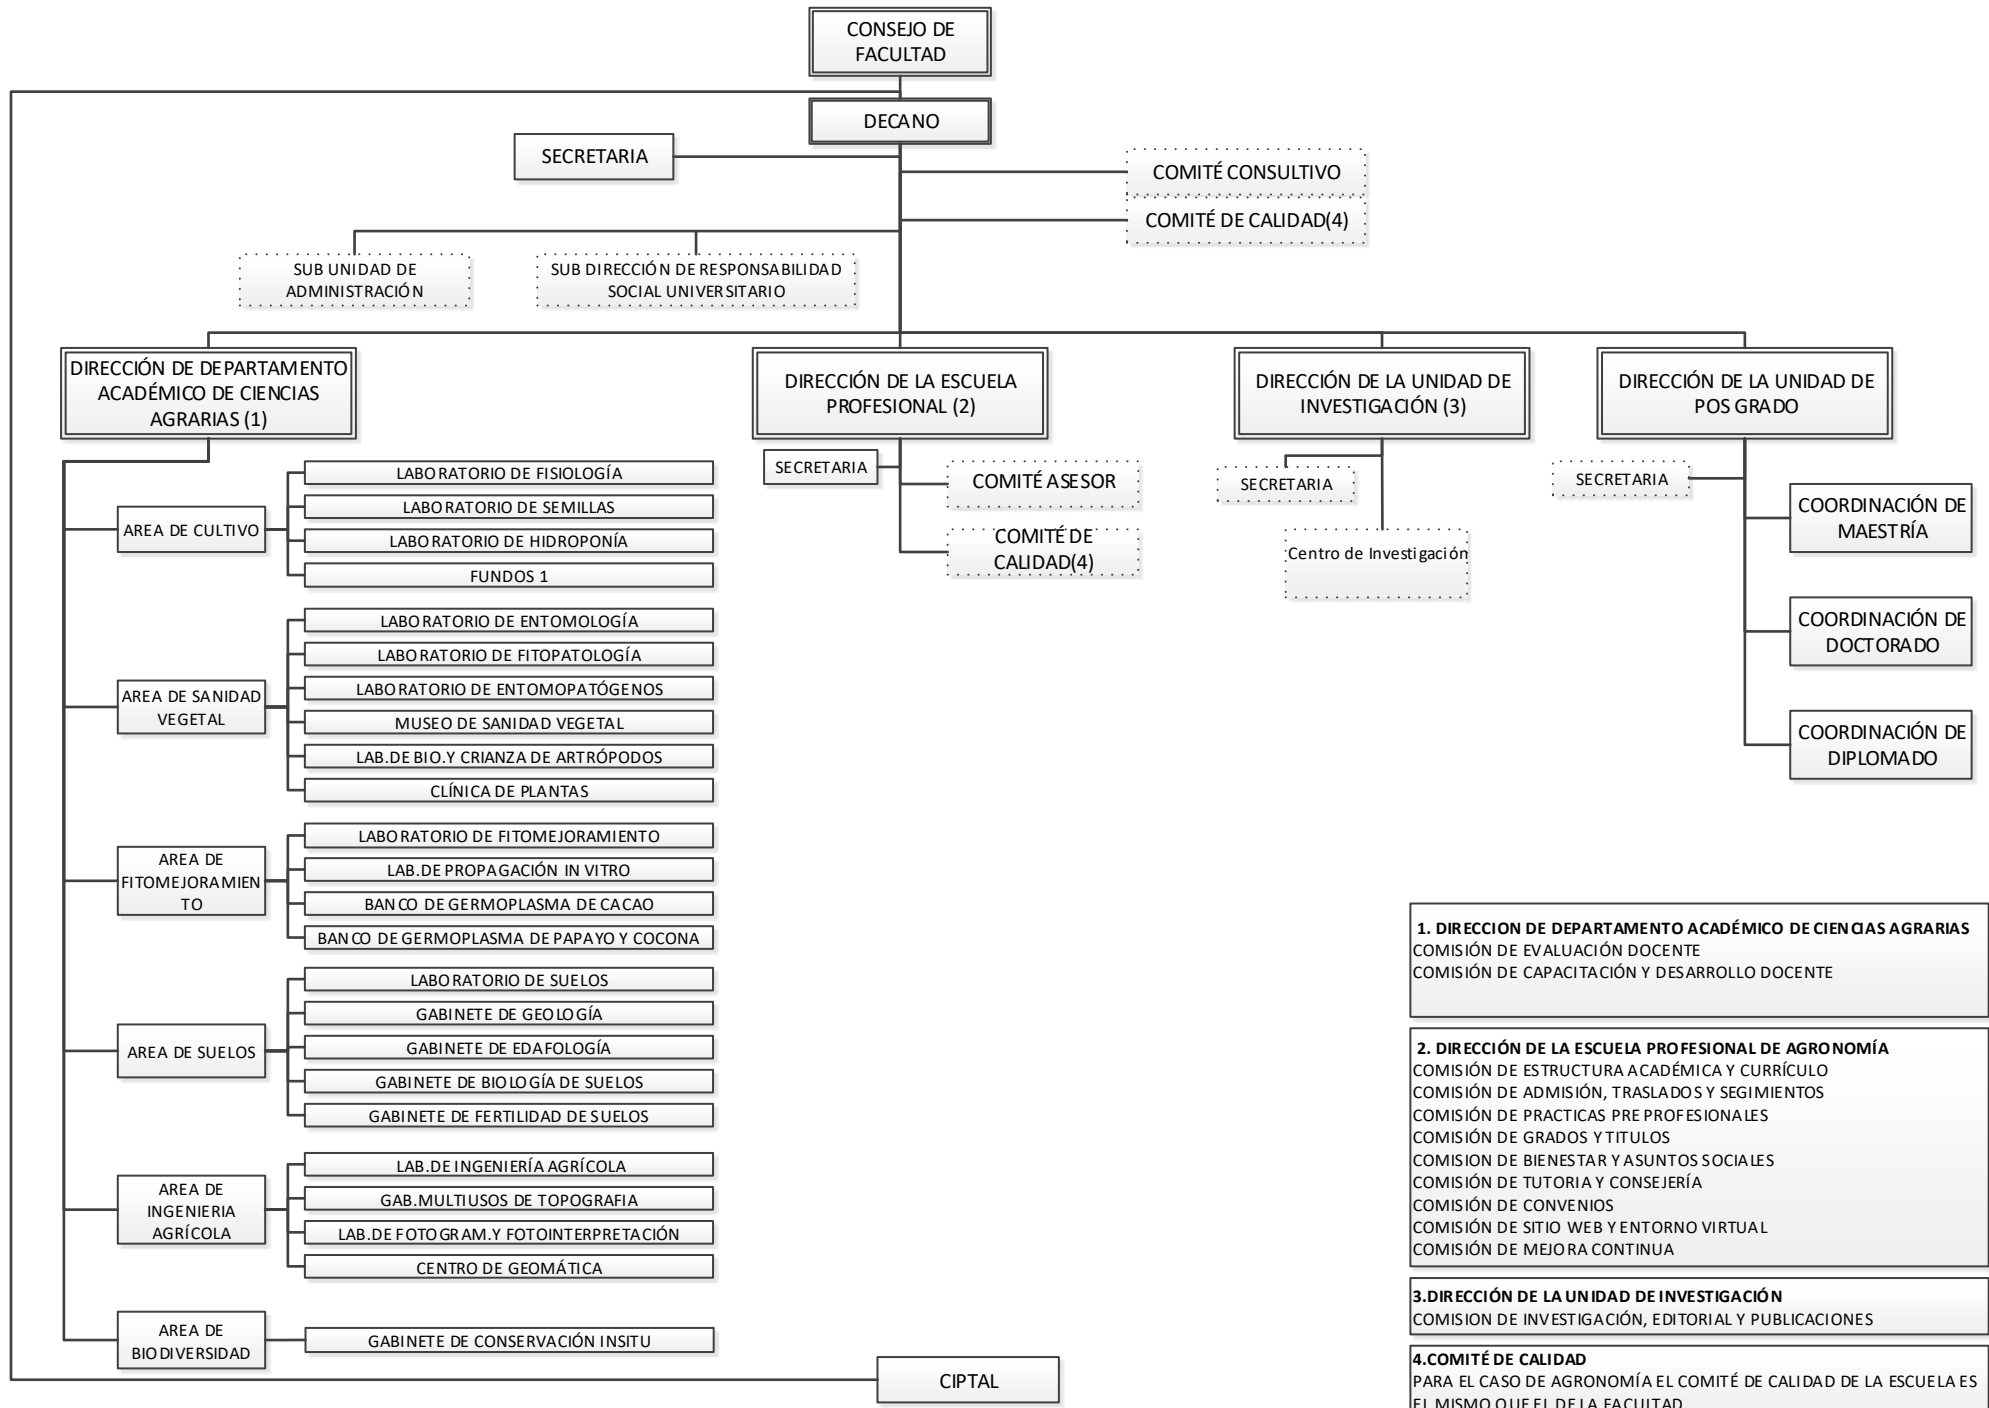 CONSEJO DE
FACULTAD
DECANO
SECRETARIA
COMITÉ CONSULTIVO
COMITÉ DE CALIDAD(4)
SUB UNIDAD DE
ADMINISTRACIÓN
SUB DIRECCIÓN DE RESPONSABILIDAD
SOCIAL UNIVERSITARIO
DIRECCIÓN DE DEPARTAMENTO
ACADÉMICO DE CIENCIAS
AGRARIAS (1)
DIRECCIÓN DE LA ESCUELA
PROFESIONAL (2)
DIRECCIÓN DE LA UNIDAD DE
INVESTIGACIÓN (3)
DIRECCIÓN DE LA UNIDAD DE
POS GRADO
AREA DE CULTIVO
LABORATORIO DE FISIOLOGÍA
LABORATORIO DE SEMILLAS
LABORATORIO DE HIDROPONÍA
FUNDOS 1
AREA DE SANIDAD
VEGETAL
LABORATORIO DE ENTOMOLOGÍA
LABORATORIO DE FITOPATOLOGÍA
LABORATORIO DE ENTOMOPATÓGENOS
MUSEO DE SANIDAD VEGETAL
LAB.DE BIO.Y CRIANZA DE ARTRÓPODOS
CLÍNICA DE PLANTAS
AREA DE
FITOMEJORAMIEN
TO
LABORATORIO DE FITOMEJORAMIENTO
LAB.DE PROPAGACIÓN IN VITRO
BANCO DE GERMOPLASMA DE CACAO
BANCO DE GERMOPLASMA DE PAPAYO Y COCONA
AREA DE SUELOS
LABORATORIO DE SUELOS
GABINETE DE GEOLOGÍA
GABINETE DE EDAFOLOGÍA
GABINETE DE BIOLOGÍA DE SUELOS
GABINETE DE FERTILIDAD DE SUELOS
AREA DE
INGENIERIA
AGRÍCOLA
LAB.DE INGENIERÍA AGRÍCOLA
GAB.MULTIUSOS DE TOPOGRAFIA
LAB.DE FOTOGRAM.Y FOTOINTERPRETACIÓN
CENTRO DE GEOMÁTICA
AREA DE
BIODIVERSIDAD
GABINETE DE CONSERVACIÓN INSITU
SECRETARIA
COMITÉ ASESOR
COMITÉ DE
CALIDAD(4)
SECRETARIA
Centro de Investigación
SECRETARIA
COORDINACIÓN DE
MAESTRÍA
COORDINACIÓN DE
DOCTORADO
COORDINACIÓN DE
DIPLOMADO
CIPTAL
1. DIRECCION DE DEPARTAMENTO ACADÉMICO DE CIENCIAS AGRARIAS
COMISIÓN DE EVALUACIÓN DOCENTE
COMISIÓN DE CAPACITACIÓN Y DESARROLLO DOCENTE
2. DIRECCIÓN DE LA ESCUELA PROFESIONAL DE AGRONOMÍA
COMISIÓN DE ESTRUCTURA ACADÉMICA Y CURRÍCULO
COMISIÓN DE ADMISIÓN, TRASLADOS Y SEGIMIENTOS
COMISIÓN DE PRACTICAS PRE PROFESIONALES
COMISIÓN DE GRADOS Y TITULOS
COMISION DE BIENESTAR Y ASUNTOS SOCIALES
COMISIÓN DE TUTORIA Y CONSEJERÍA
COMISIÓN DE CONVENIOS
COMISIÓN DE SITIO WEB Y ENTORNO VIRTUAL
COMISIÓN DE MEJORA CONTINUA
3.DIRECCIÓN DE LA UNIDAD DE INVESTIGACIÓN
COMISION DE INVESTIGACIÓN, EDITORIAL Y PUBLICACIONES
4.COMITÉ DE CALIDAD
PARA EL CASO DE AGRONOMÍA EL COMITÉ DE CALIDAD DE LA ESCUELA ES
EL MISMO QUE EL DE LA FACULTAD